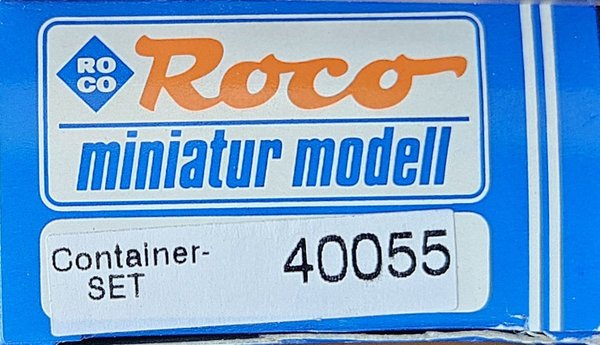 RO
CO
Roco
miniatur modell
Container-
SET
40055